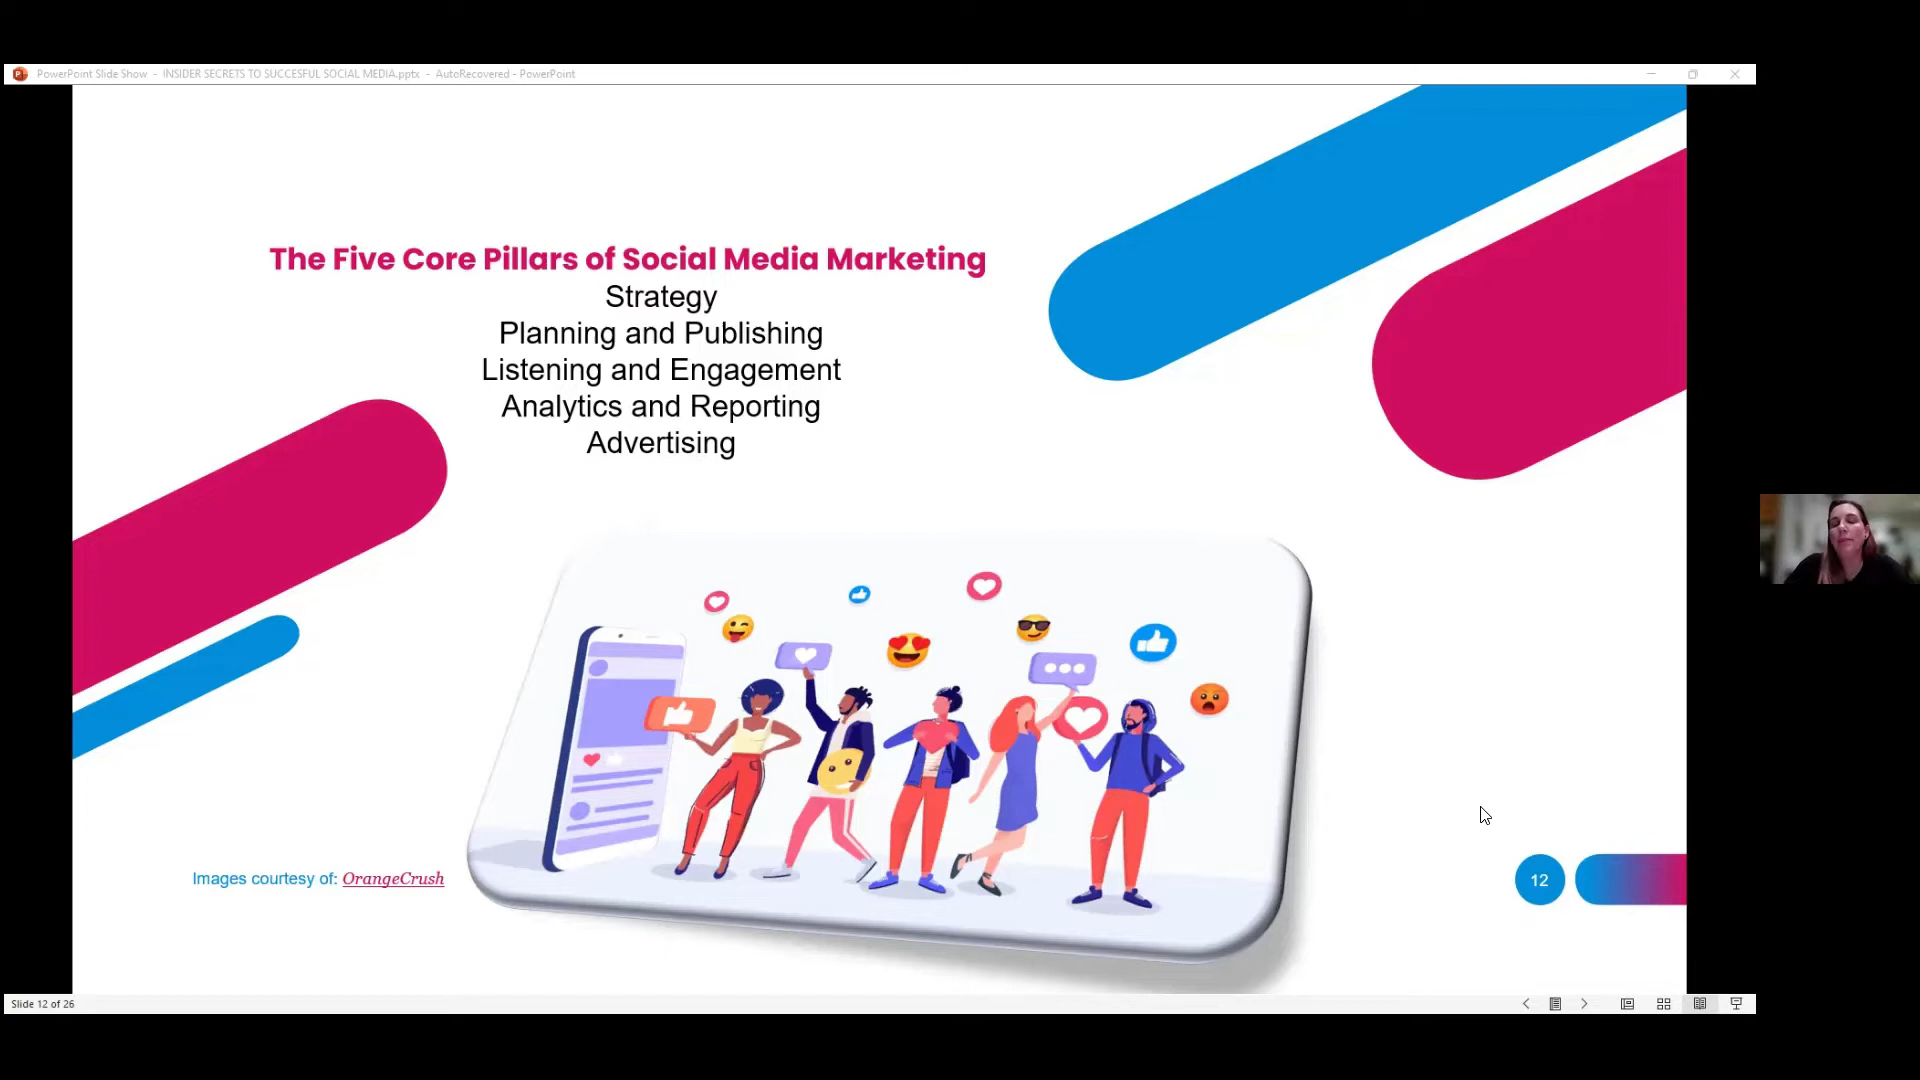 PowerPoint Slide Show - INSIDER SECRETS TO SUCCESFUL SOCIAL MEDIA.pptx - AutoRecovered - PowerPoint
The Five Core Pillars of Social Media Marketing
Strategy
Planning and Publishing
Listening and Engagement
Analytics and Reporting
Advertising
Images courtesy of: OrangeCrush
12
Slide 12 of 26